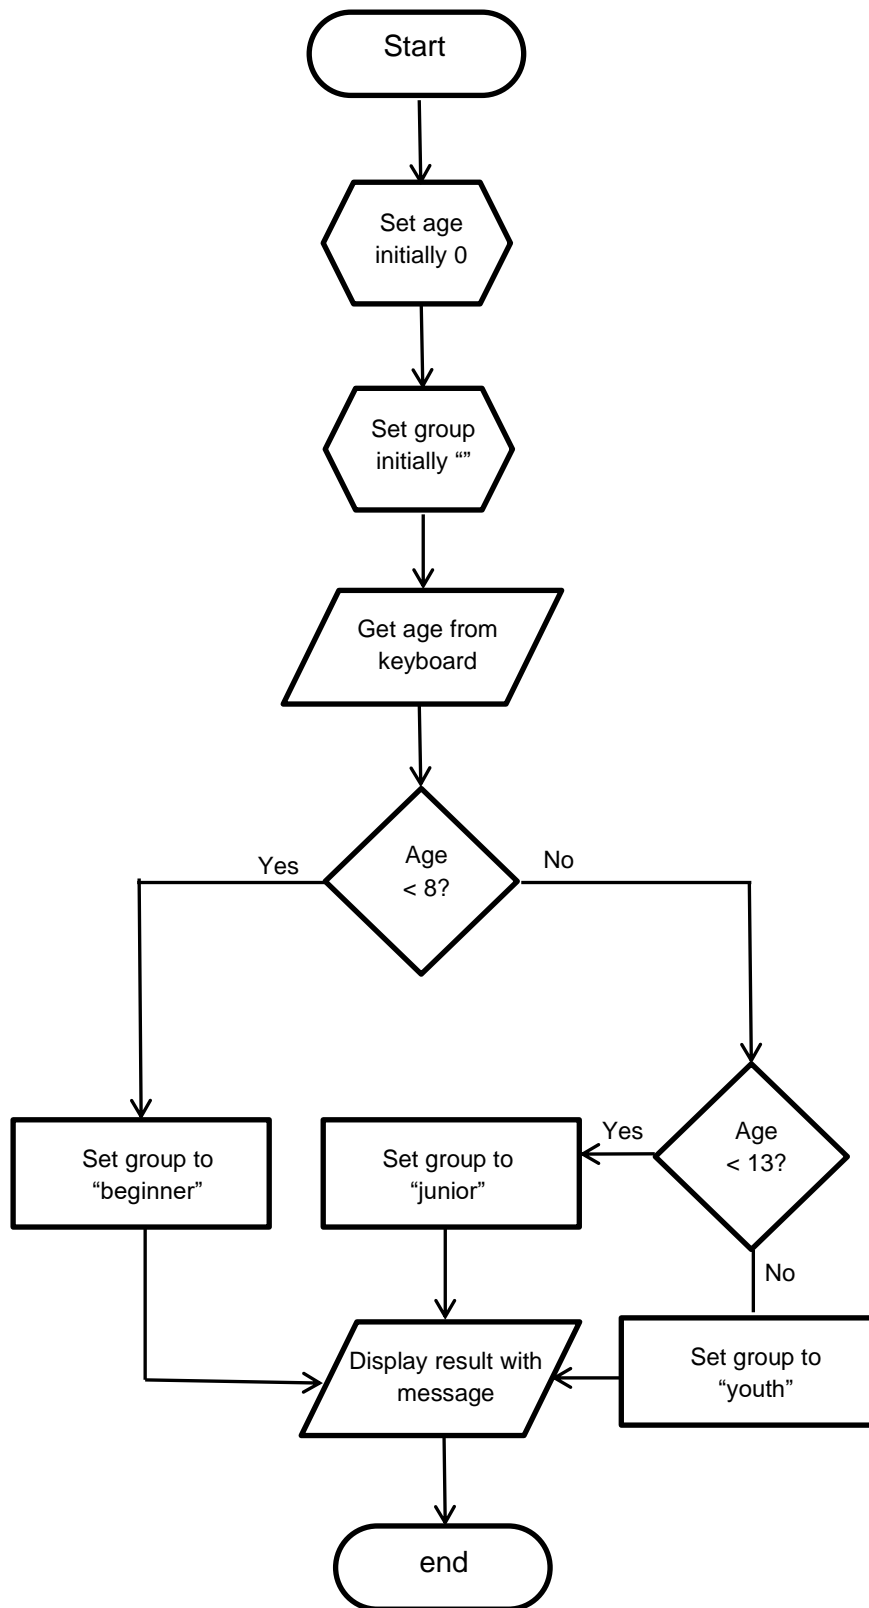 Start
Set age
initially 0
Set group
initially “”
Get age from
keyboard
Age
< 8?
Yes
No
Set group to
“beginner”
Set group to
“junior”
Yes
Age
< 13?
No
Display result with
message
Set group to
“youth”
end